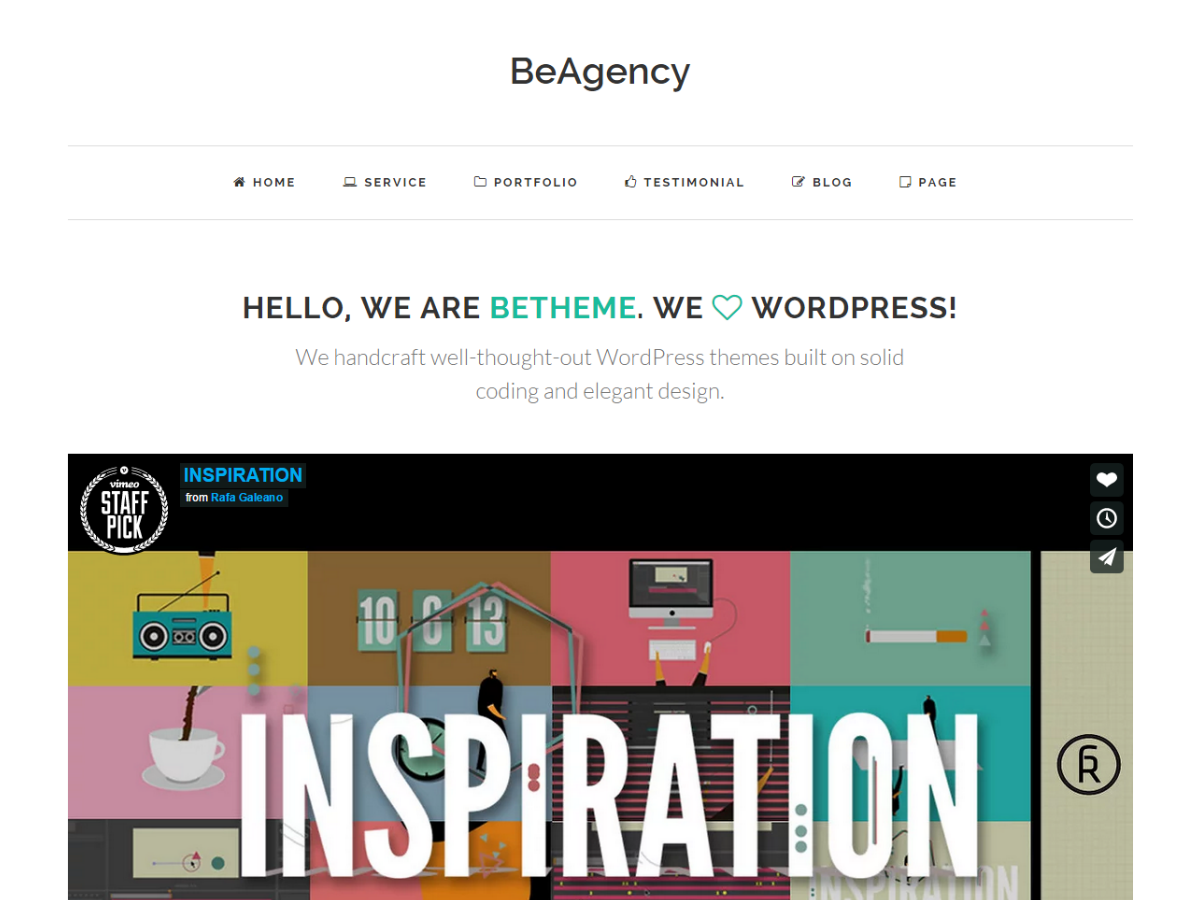 BeAgency
HOME SERVICE PORTFOLIO TESTIMONIAL BLOG PAGE
HELLO, WE ARE BETHEME. WE WORDPRESS!
We handcraft well-thought-out WordPress themes built on solid
coding and elegant design.
vimeo
STAFF
PICK
INSPIRATION
from Rafa Galeano
10 6 13
INSPIRATION
INSPIRATION